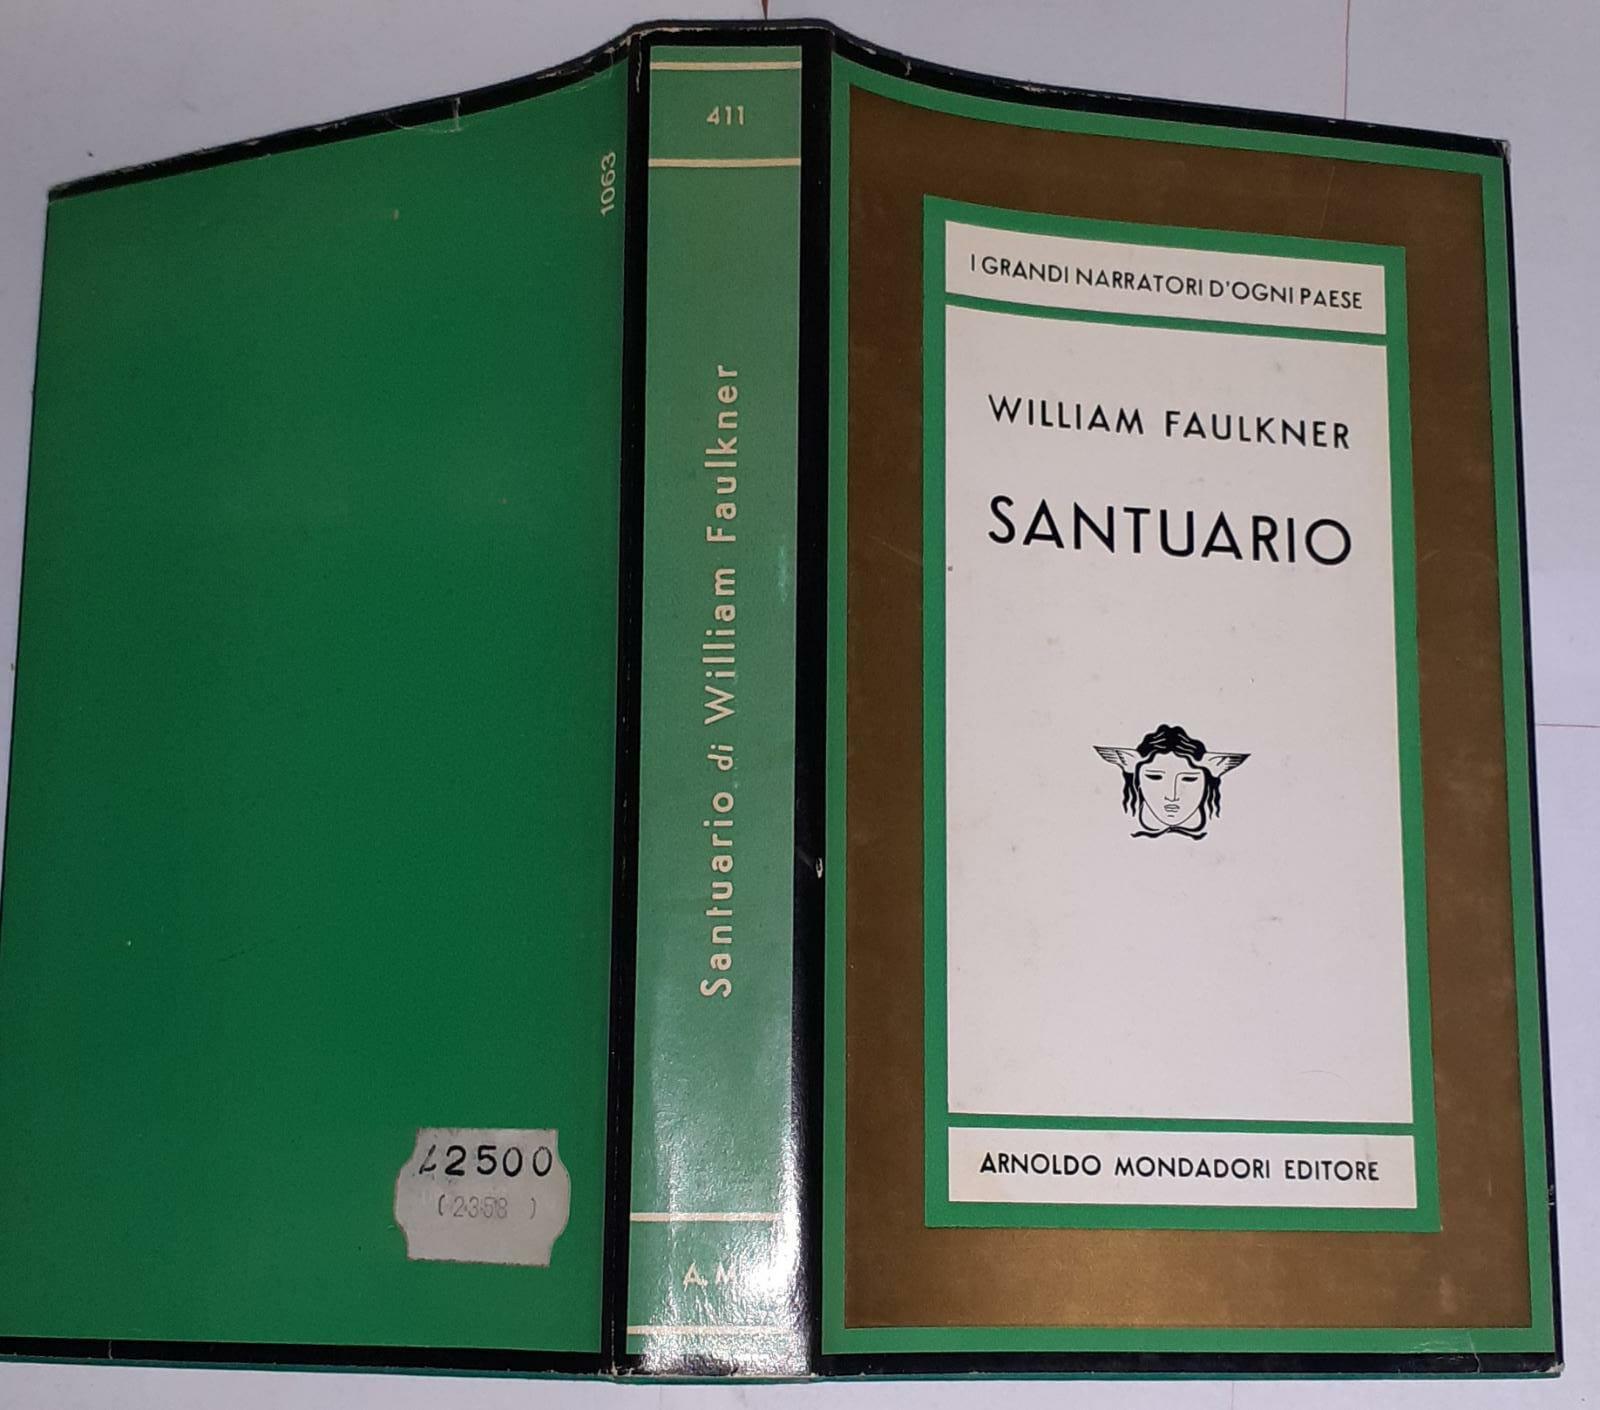 1063
£2500
(2358 )
411
Santuario di William Faulkner
A. M.
I GRANDI NARRATORI D'OGNI PAESE
WILLIAM FAULKNER
SANTUARIO
ARNOLDO MONDADORI EDITORE